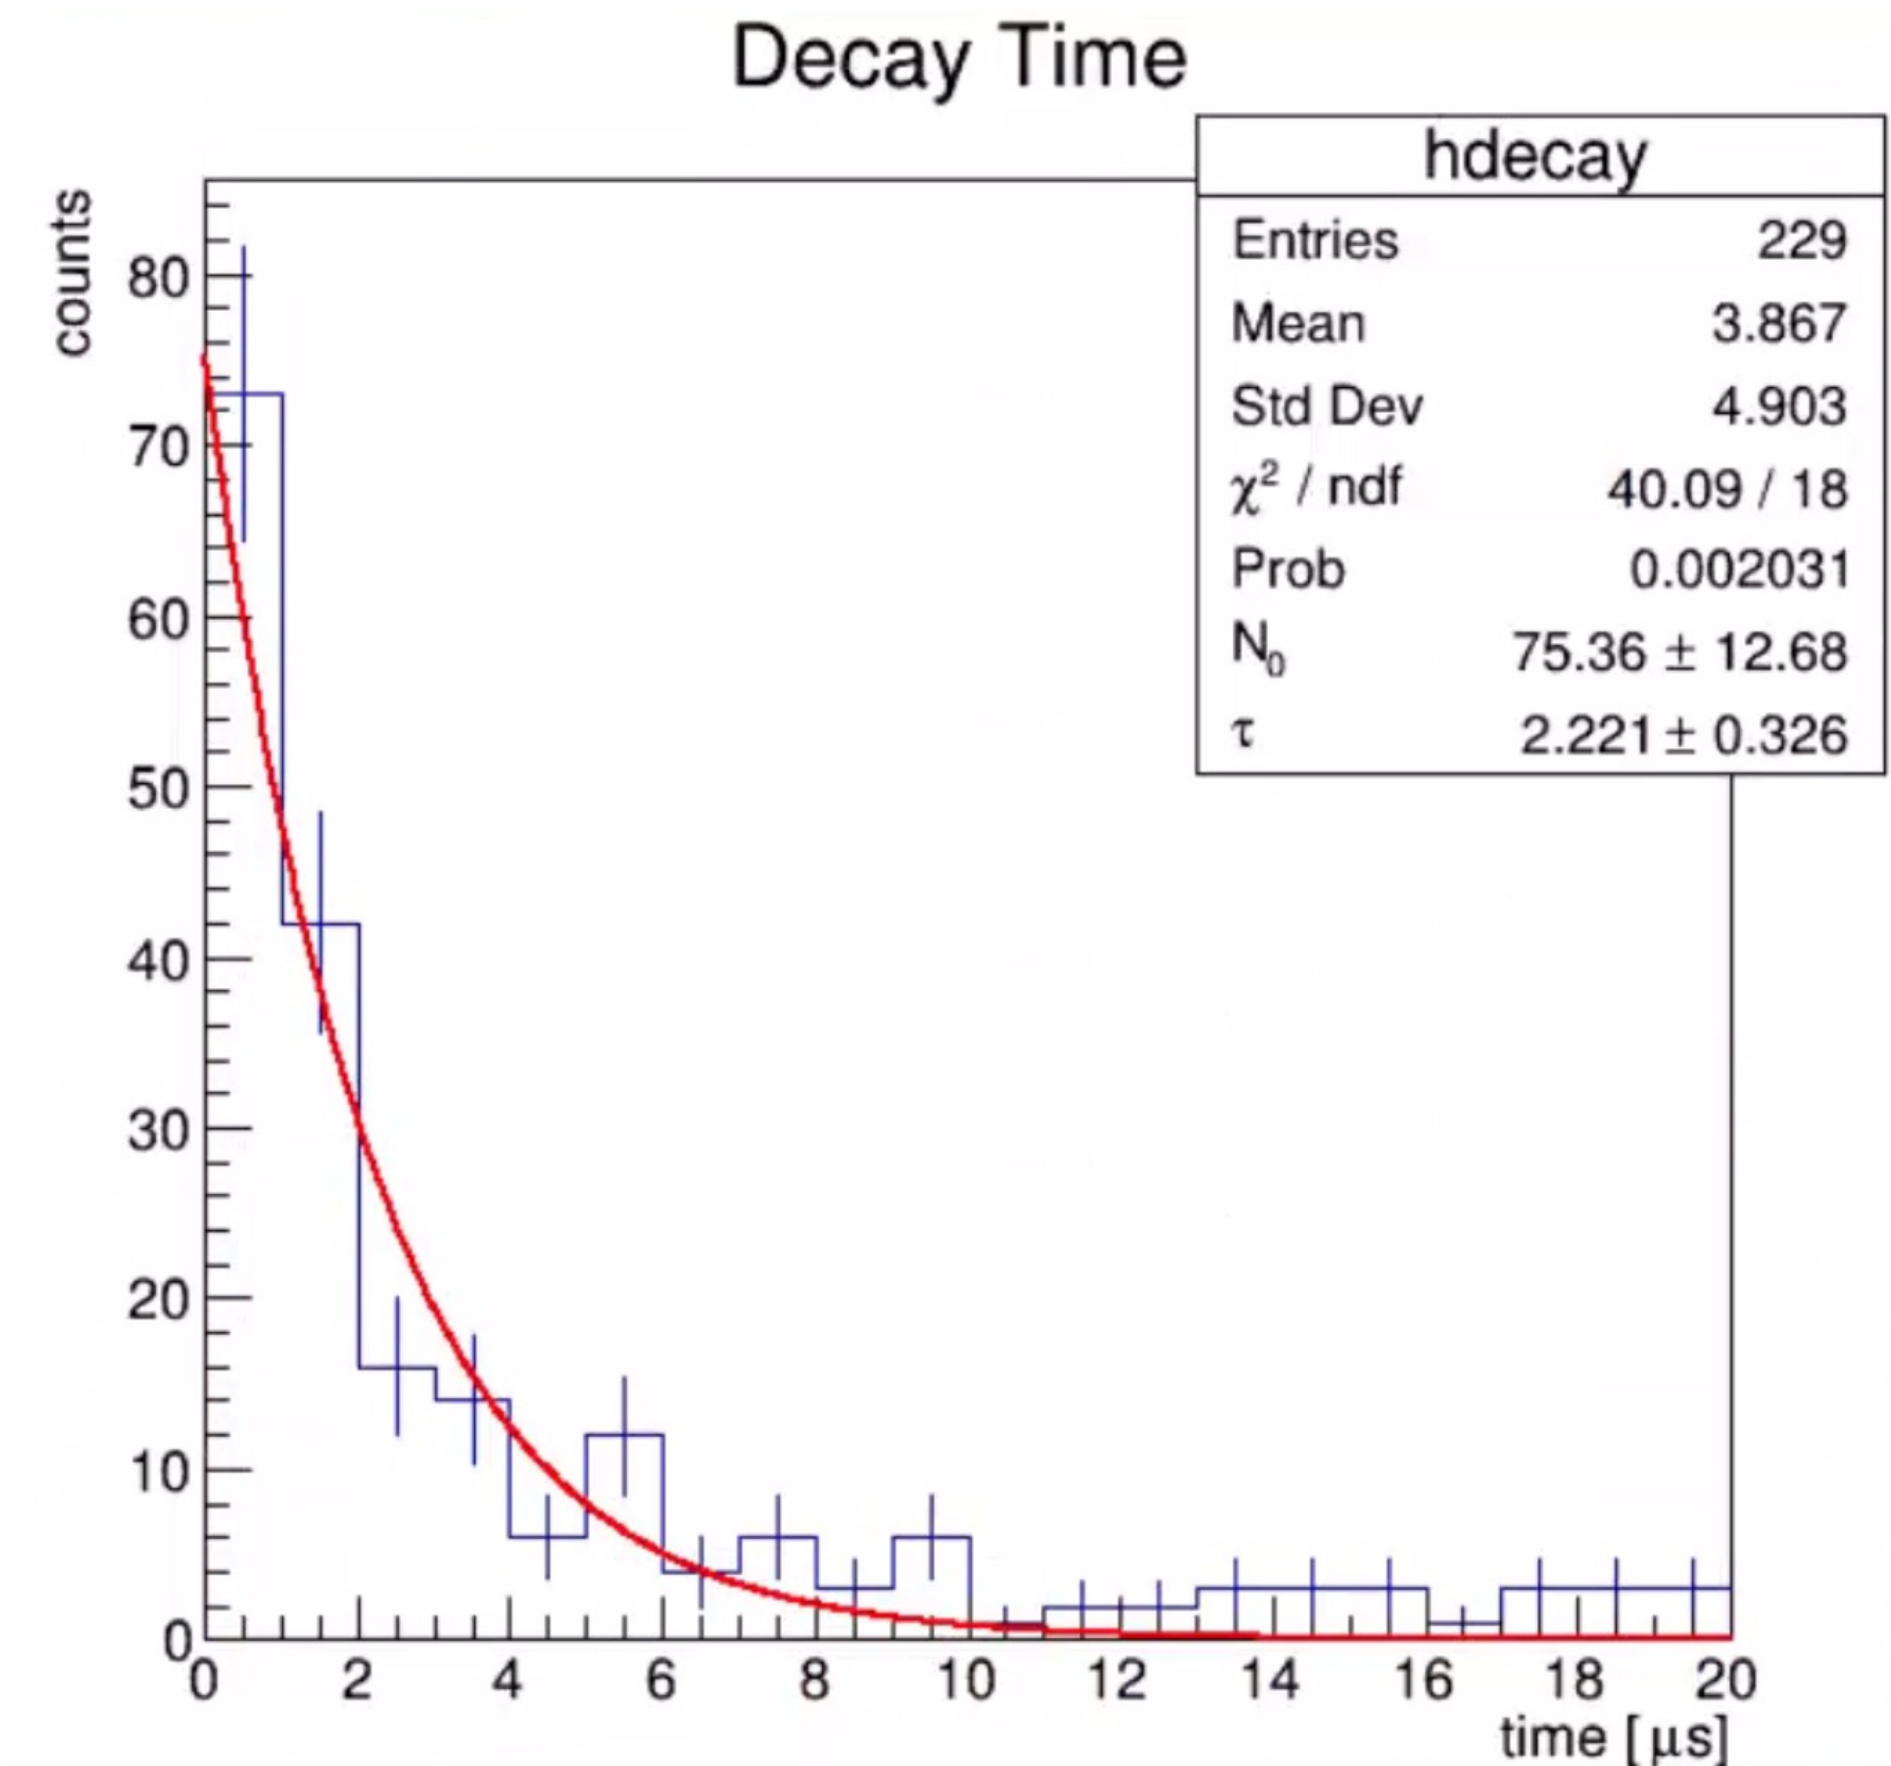 Decay Time
hdecay
Entries 229
Mean 3.867
Std Dev 4.903
χ² / ndf 40.09 / 18
Prob 0.002031
N₀ 75.36 ± 12.68
τ 2.221 ± 0.326
counts
80
70
60
50
40
30
20
10
0
0 2 4 6 8 10 12 14 16 18 20
time [μs]